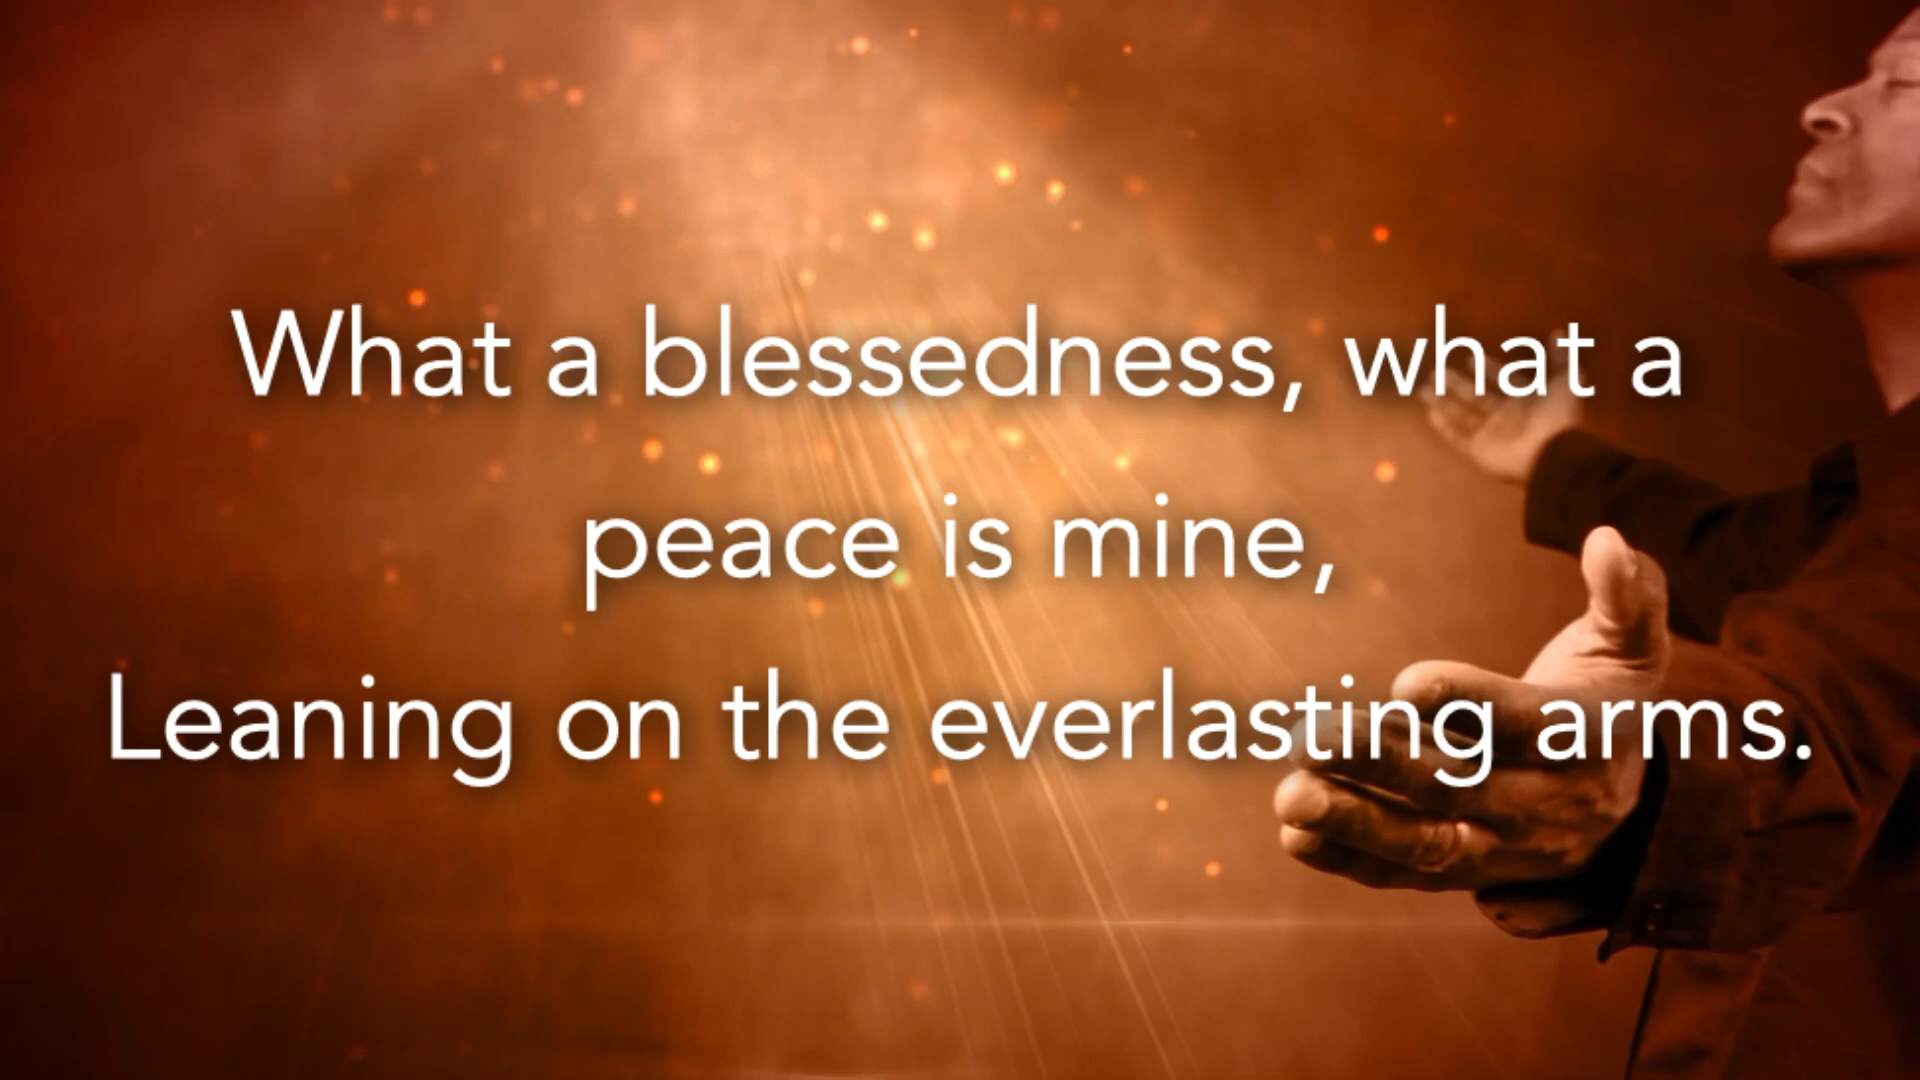 What a blessedness, what a
peace is mine,
Leaning on the everlasting arms.